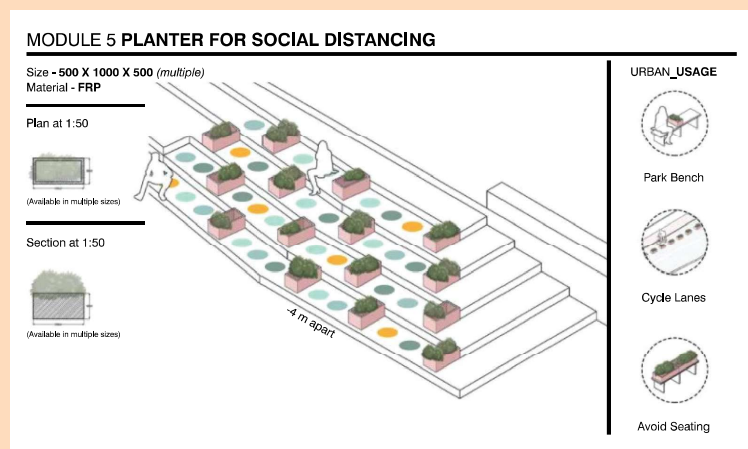 MODULE 5 PLANTER FOR SOCIAL DISTANCING
Size - 500 X 1000 X 500 (multiple)
Material - FRP
Plan at 1:50
(Available in multiple sizes)
Section at 1:50
(Available in multiple sizes)
-4 m apart
URBAN_USAGE
Park Bench
Cycle Lanes
Avoid Seating